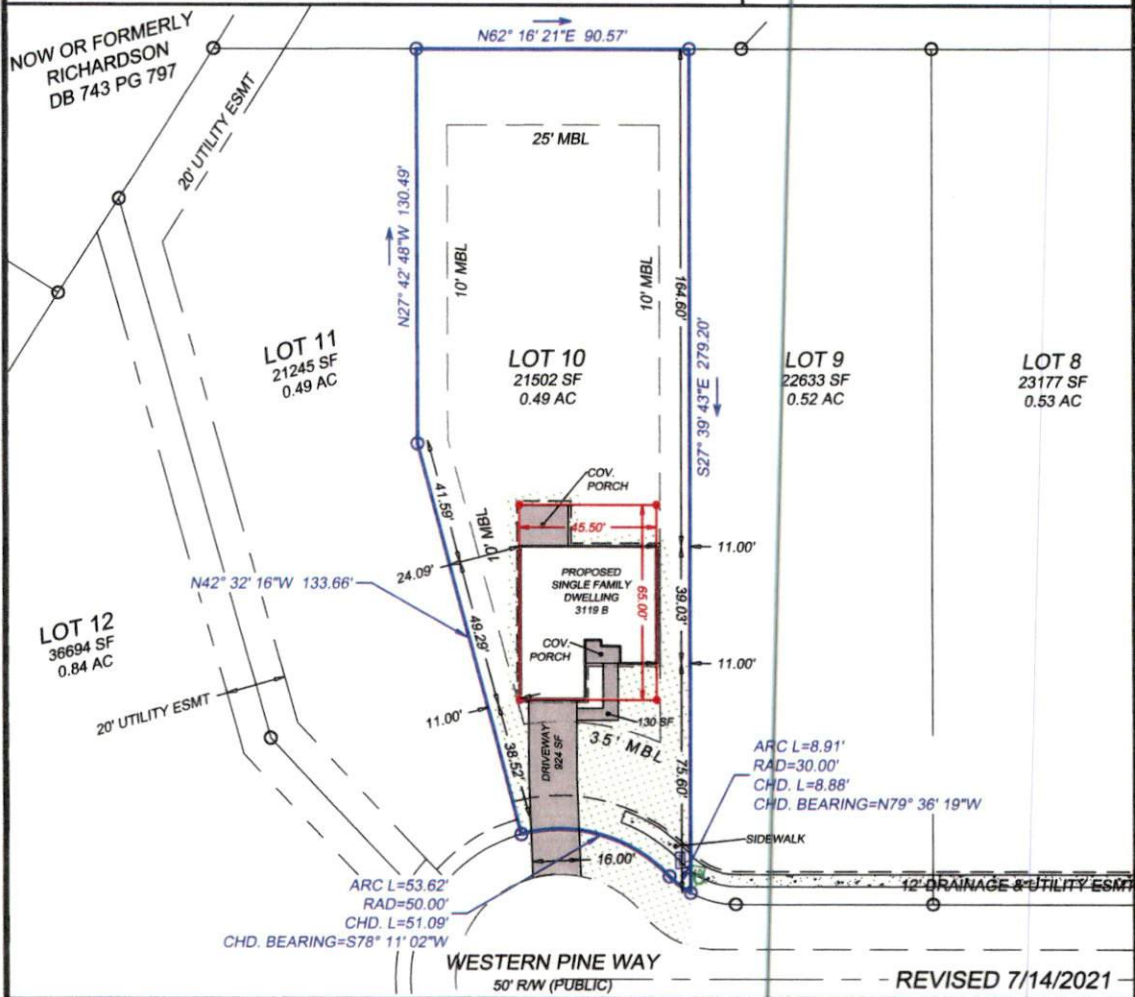 N62° 16' 21"E 90.57'
NOW OR FORMERLY
RICHARDSON
DB 743 PG 797
20' UTILITY ESMT
25' MBL
N27° 42' 48"W 130.49'
10' MBL
10' MBL
164.60'
S27° 39' 43"E 279.20'
LOT 11
21245 SF
0.49 AC
LOT 10
21502 SF
0.49 AC
LOT 9
22633 SF
0.52 AC
LOT 8
23177 SF
0.53 AC
COV.
PORCH
41.59'
10' MBL
45.50'
24.09'
11.00'
N42° 32' 16"W 133.66'
PROPOSED
SINGLE FAMILY
DWELLING
3119 B
65.00'
39.03'
49.29'
LOT 12
36694 SF
0.84 AC
COV.
PORCH
11.00'
20' UTILITY ESMT
11.00'
130 SF
35' MBL
38.52'
DRIVEWAY
924 SF
75.60'
ARC L=8.91'
RAD=30.00'
CHD. L=8.88'
CHD. BEARING=N79° 36' 19"W
SIDEWALK
16.00'
12' DRAINAGE & UTILITY ESMT
ARC L=53.62'
RAD=50.00'
CHD. L=51.09'
CHD. BEARING=S78° 11' 02"W
WESTERN PINE WAY
50' R/W (PUBLIC)
REVISED 7/14/2021